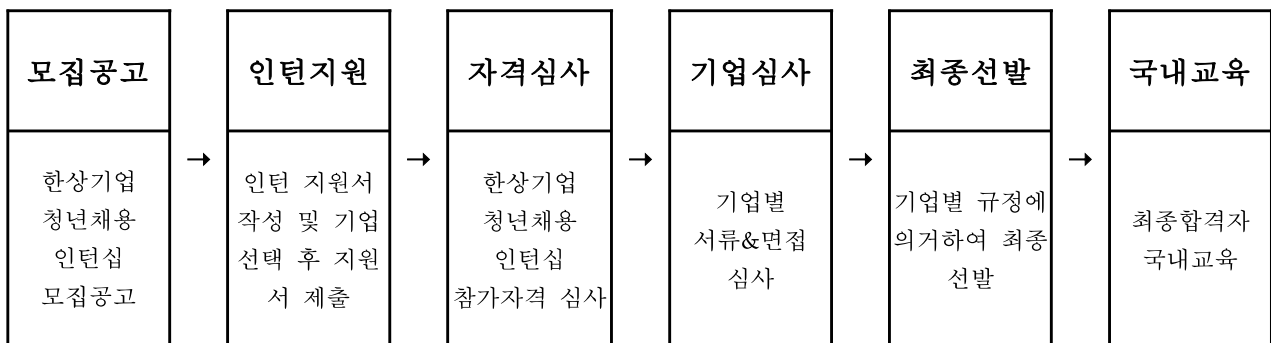 모집공고
한상기업
청년채용
인턴십
모집공고
→
인턴지원
인턴 지원서
작성 및 기업
선택 후 지원
서 제출
→
자격심사
한상기업
청년채용
인턴십
참가자격 심사
→
기업심사
기업별
서류&면접
심사
→
최종선발
기업별 규정에
의거하여 최종
선발
→
국내교육
최종합격자
국내교육